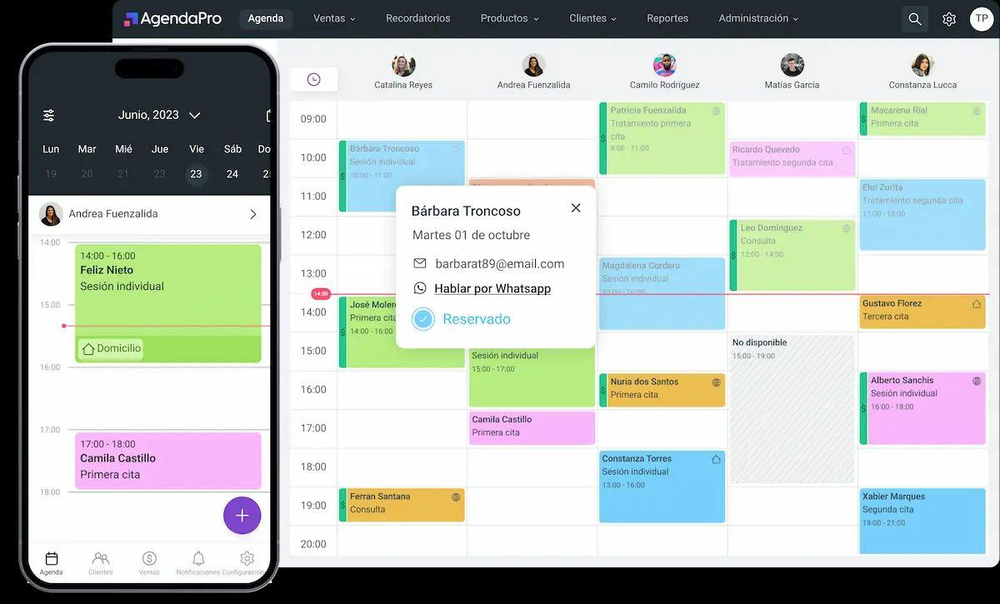 AgendaPro
Agenda
Ventas
Recordatorios
Productos
Clientes
Reportes
Administración
TP
Junio, 2023
Lun Mar Mié Jue Vie Sáb Do
19 20 21 23 23 24
Andrea Fuenzalida
14:00
14:00 - 16:00
Feliz Nieto
Sesión individual
15:00
Domicilio
16:00
17:00
17:00 - 18:00
Camila Castillo
Primera cita
18:00
+
Agenda
Clientes
Ventas
Notificaciones
Configuracion
Catalina Reyes
Andrea Fuenzalida
Camilo Rodríguez
Matías García
Constanza Lucca
09:00
10:00
11:00
12:00
13:00
14:00
14:00
15:00
16:00
17:00
18:00
19:00
20:00
Bárbara Troncoso
Sesión individual
10:00 - 11:00
José Molero
Primera cita
14:00 - 16:00
Ferran Santana
Consulta
Bárbara Troncoso
Martes 01 de octubre
barbarat89@email.com
Hablar por Whatsapp
Reservado
Sesión individual
15:00 - 17:00
Camila Castillo
Primera cita
Patricia Fuenzalida
Tratamiento primera
cita
9:00 - 11:00
Magdalena Cordero
Sesión individual
13:00 - 16:00
Nuria dos Santos
Primera cita
Constanza Torres
Sesión individual
13:00 - 16:00
Ricardo Quevedo
Tratamiento segunda cita
Leo Domínguez
Consulta
12:00 - 14:00
No disponible
15:00 - 19:00
Macarena Rial
Primera cita
Eloi Zurita
Tratamiento segunda cita
11:00 - 13:00
Gustavo Florez
Tercera cita
Alberto Sanchis
Sesión individual
16:00 - 18:00
Xabier Marques
Segunda cita
19:00 - 21:00